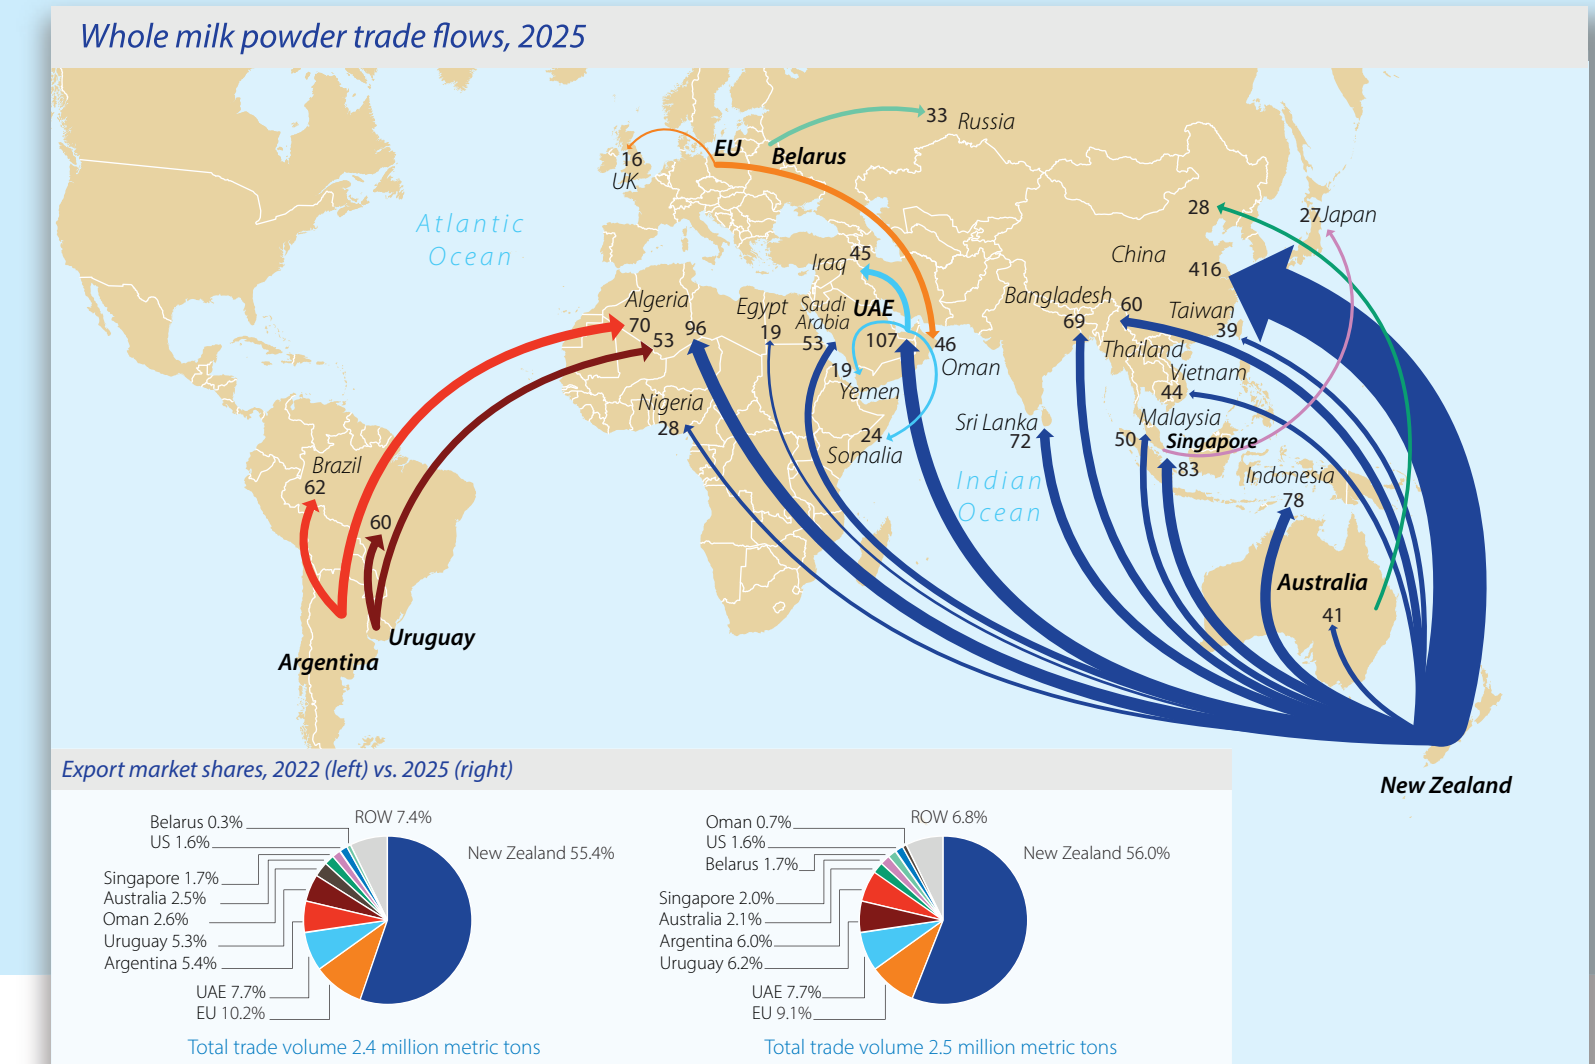 Whole milk powder trade flows, 2025
33
Russia
EU
Belarus
16
UK
Atlantic
Ocean
28
27
Japan
China
416
Iraq
45
Algeria
70
53
96
Egypt
19
Saudi
Arabia
53
UAE
107
46
Oman
19
Yemen
24
Somalia
Bangladesh
69
60
Taiwan
39
Thailand
Vietnam
44
Malaysia
50
Singapore
83
Sri Lanka
72
Nigeria
28
Brazil
62
60
Indian
Ocean
Indonesia
78
Australia
41
Uruguay
Argentina
New Zealand
Export market shares, 2022 (left) vs. 2025 (right)
ROW 7.4%
Belarus 0.3%
US 1.6%
New Zealand 55.4%
Singapore 1.7%
Australia 2.5%
Oman 2.6%
Uruguay 5.3%
Argentina 5.4%
UAE 7.7%
EU 10.2%
Total trade volume 2.4 million metric tons
ROW 6.8%
Oman 0.7%
US 1.6%
New Zealand 56.0%
Belarus 1.7%
Singapore 2.0%
Australia 2.1%
Argentina 6.0%
Uruguay 6.2%
UAE 7.7%
EU 9.1%
Total trade volume 2.5 million metric tons